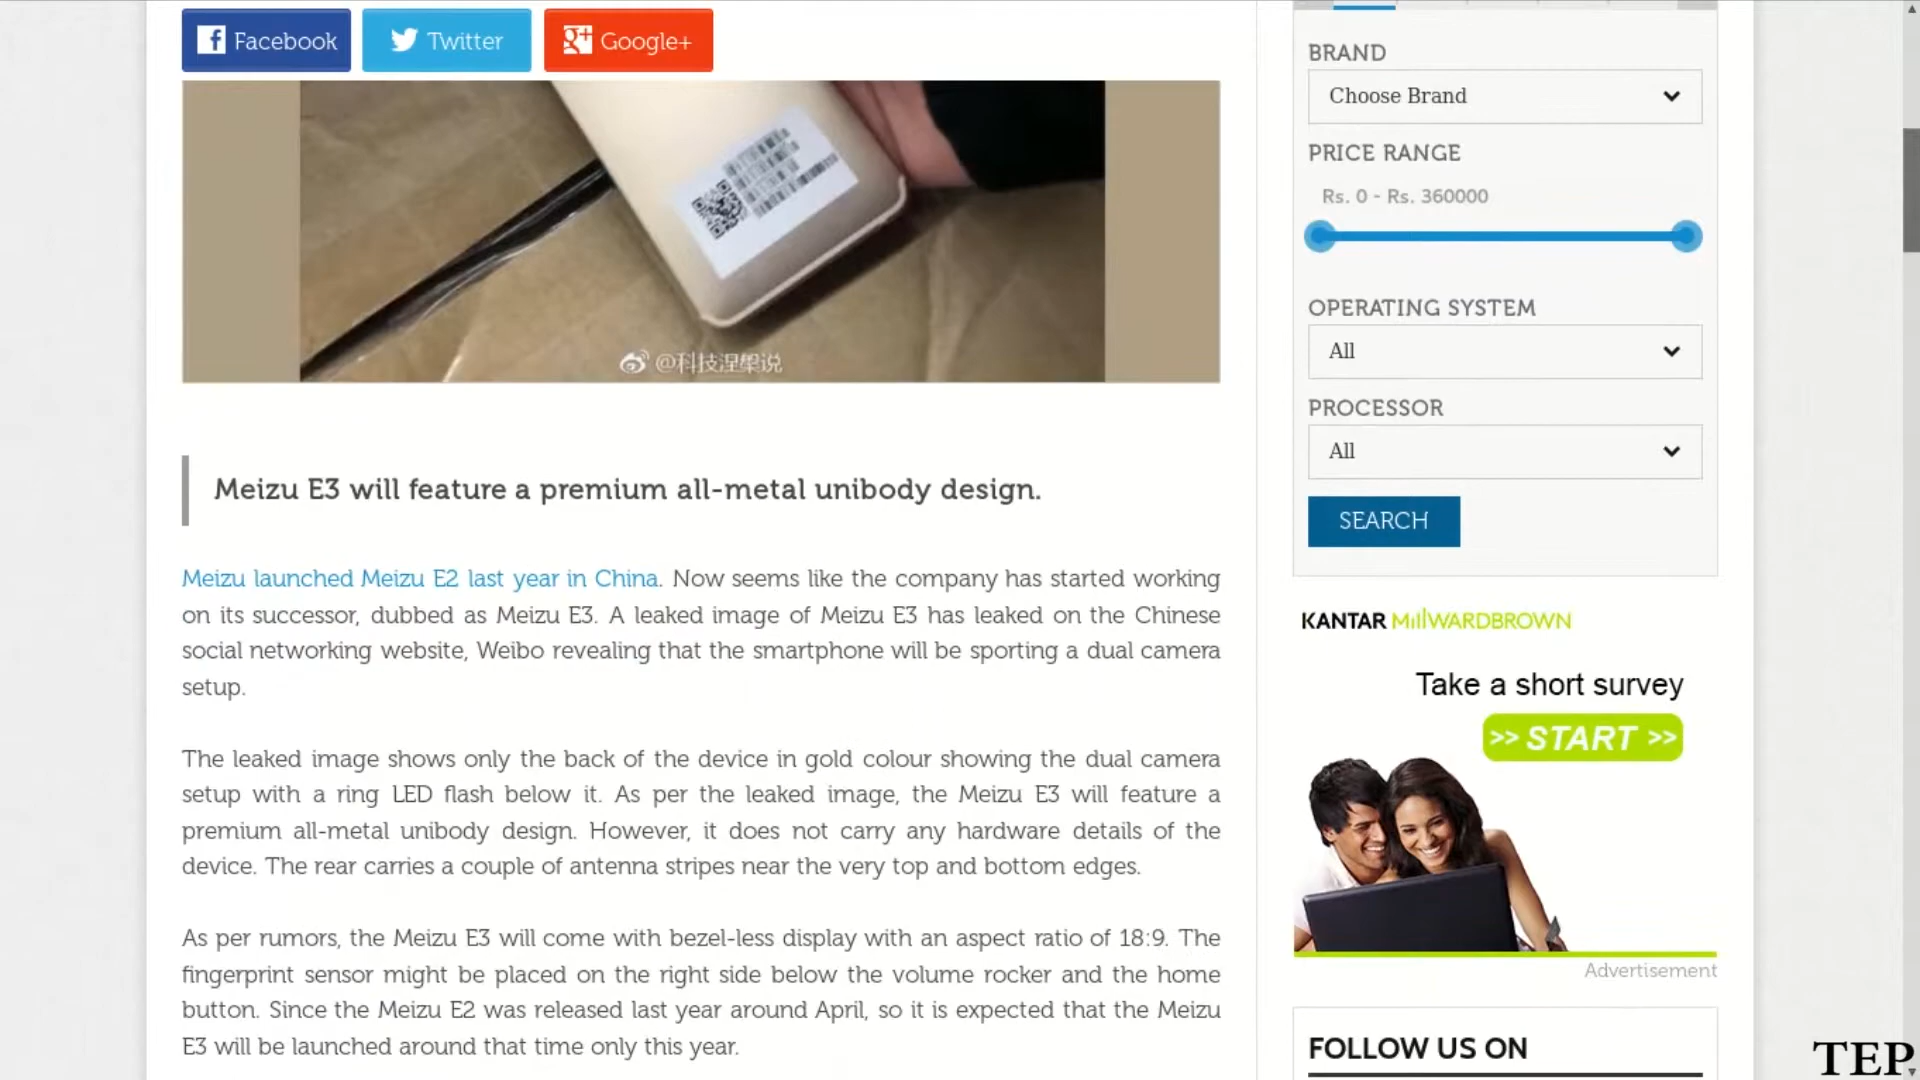 Facebook
Twitter
Google+
@科技涅槃说
Meizu E3 will feature a premium all-metal unibody design.
Meizu launched Meizu E2 last year in China. Now seems like the company has started working
on its successor, dubbed as Meizu E3. A leaked image of Meizu E3 has leaked on the Chinese
social networking website, Weibo revealing that the smartphone will be sporting a dual camera
setup.
The leaked image shows only the back of the device in gold colour showing the dual camera
setup with a ring LED flash below it. As per the leaked image, the Meizu E3 will feature a
premium all-metal unibody design. However, it does not carry any hardware details of the
device. The rear carries a couple of antenna stripes near the very top and bottom edges.
As per rumors, the Meizu E3 will come with bezel-less display with an aspect ratio of 18:9. The
fingerprint sensor might be placed on the right side below the volume rocker and the home
button. Since the Meizu E2 was released last year around April, so it is expected that the Meizu
E3 will be launched around that time only this year.
BRAND
Choose Brand
PRICE RANGE
Rs. 0 - Rs. 360000
OPERATING SYSTEM
All
PROCESSOR
All
SEARCH
KANTAR MillWARDBROWN
Take a short survey
>> START >>
Advertisement
FOLLOW US ON
TEP